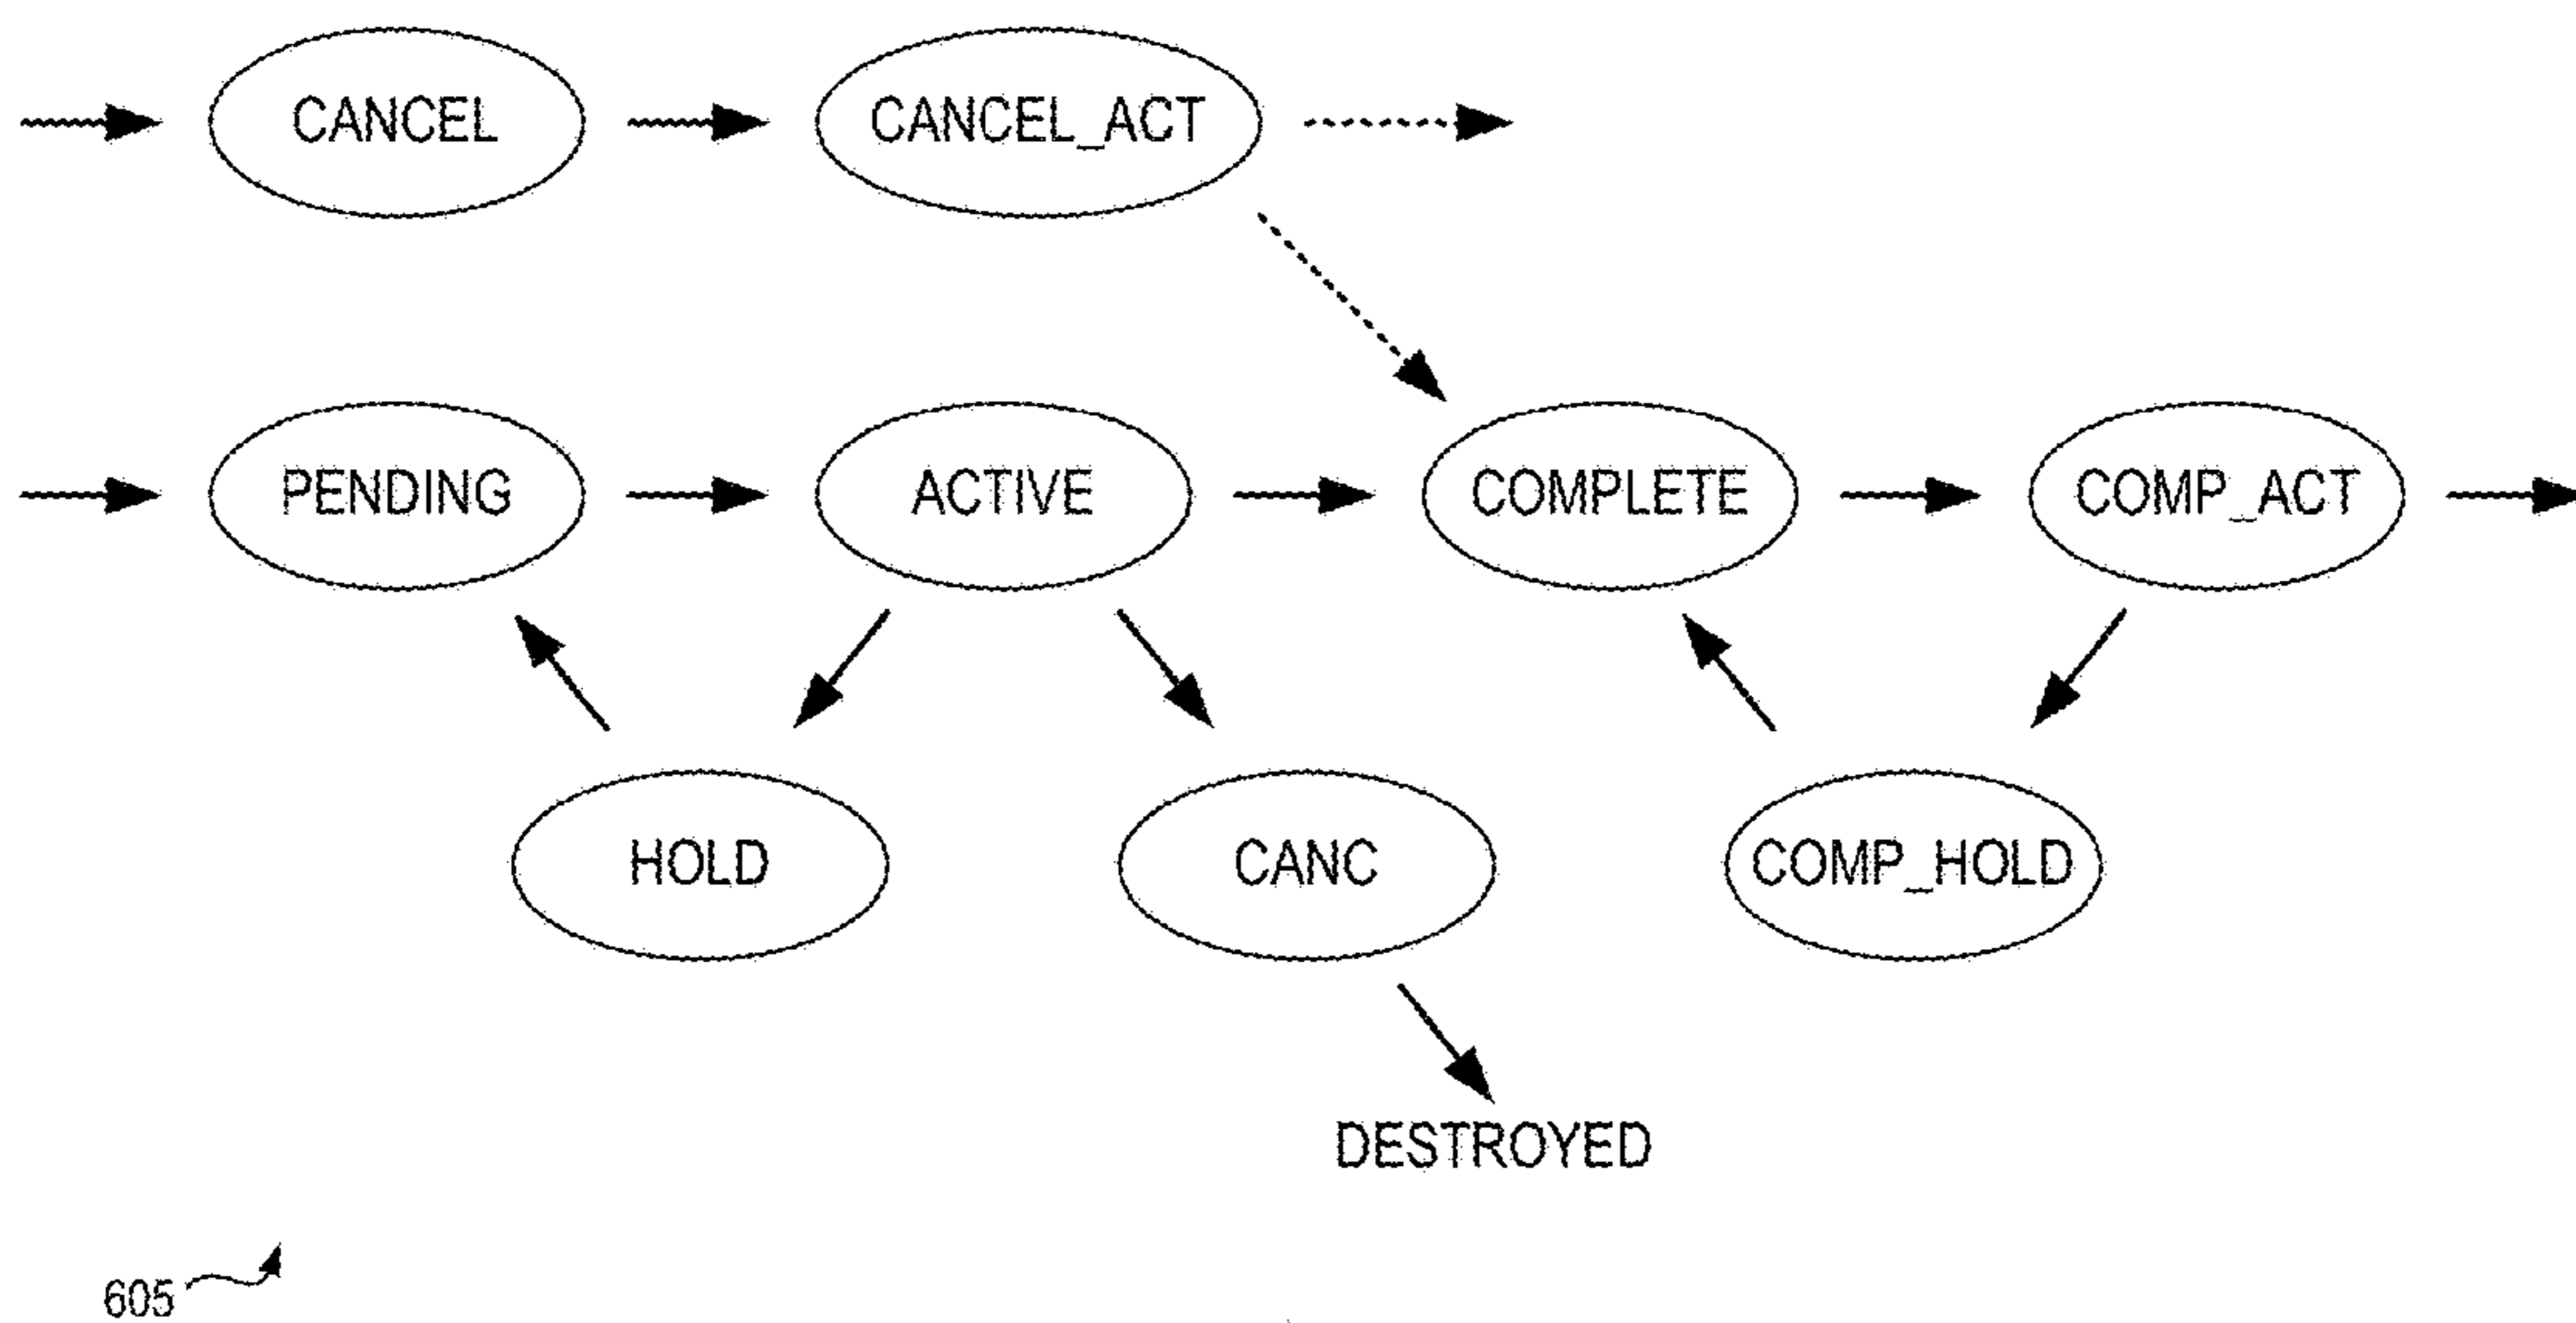 CANCEL
CANCEL_ACT
PENDING
ACTIVE
COMPLETE
COMP_ACT
HOLD
CANC
COMP_HOLD
DESTROYED
605